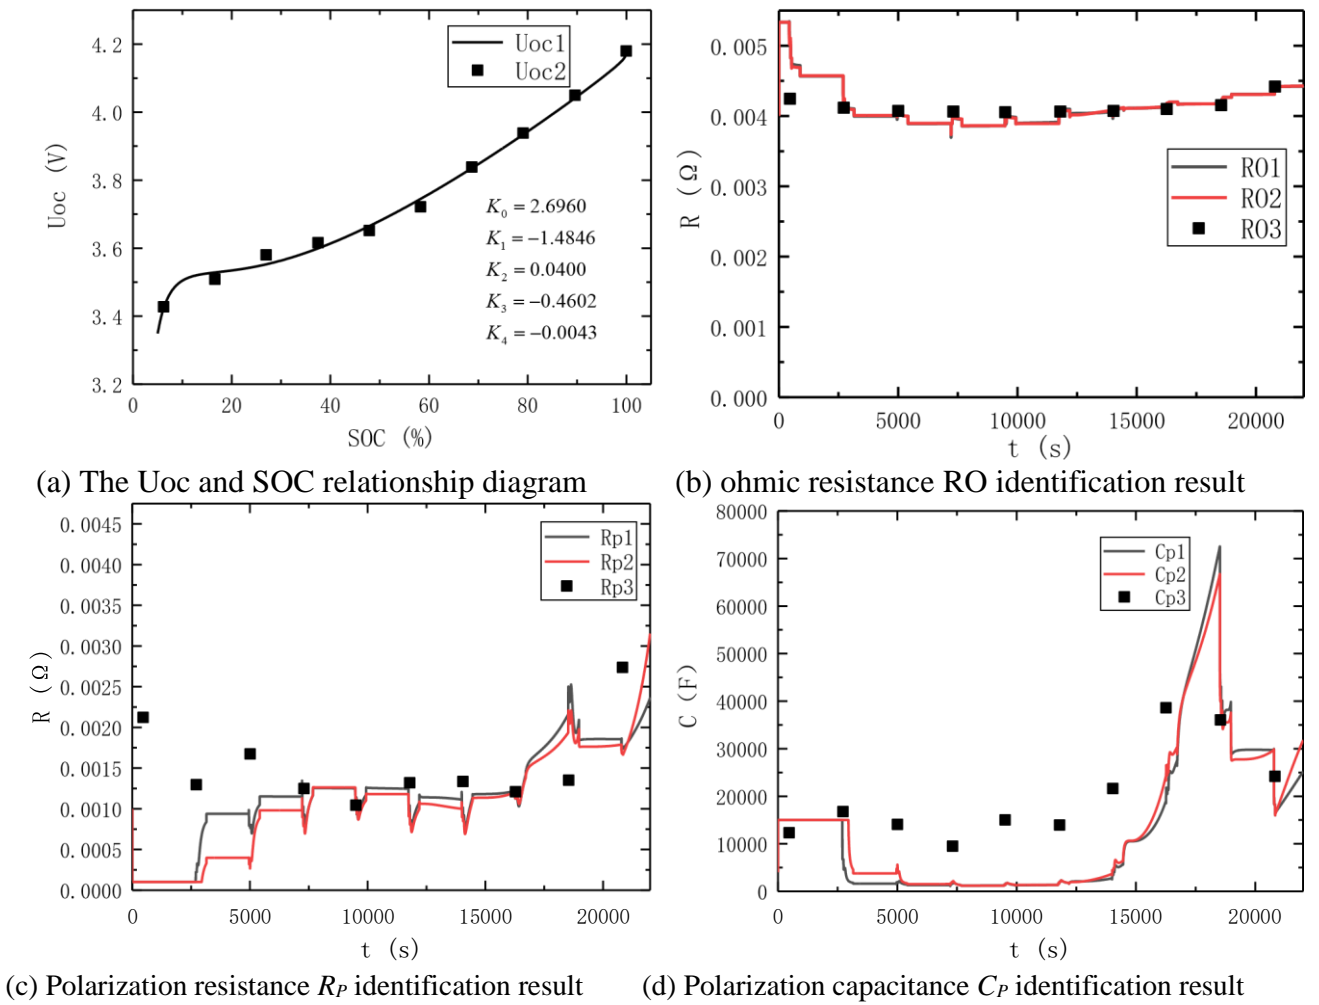 4.2
4.0
3.8
3.6
3.4
3.2
Uoc (V)
Uoc1
Uoc2
K0 = 2.6960
K1 = −1.4846
K2 = 0.0400
K3 = −0.4602
K4 = −0.0043
0 20 40 60 80 100
SOC (%)
(a) The Uoc and SOC relationship diagram
0.005
0.004
0.003
0.002
0.001
0.000
R (Ω)
RO1
RO2
RO3
0 5000 10000 15000 20000
t (s)
(b) ohmic resistance RO identification result
0.0045
0.0040
0.0035
0.0030
0.0025
0.0020
0.0015
0.0010
0.0005
0.0000
R (Ω)
Rp1
Rp2
Rp3
0 5000 10000 15000 20000
t (s)
(c) Polarization resistance RP identification result
80000
70000
60000
50000
40000
30000
20000
10000
0
C (F)
Cp1
Cp2
Cp3
0 5000 10000 15000 20000
t (s)
(d) Polarization capacitance CP identification result